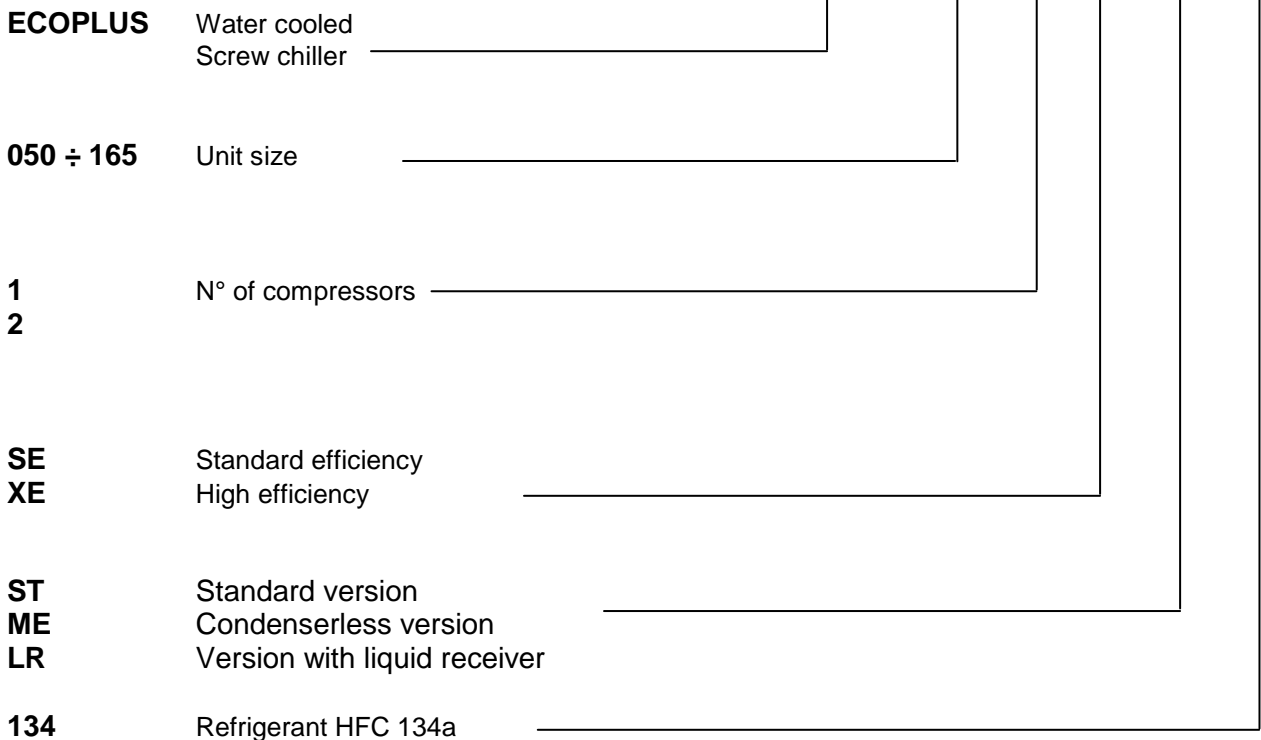 ECOPLUS Water cooled
Screw chiller
050 ÷ 165 Unit size
1 N° of compressors
2
SE Standard efficiency
XE High efficiency
ST Standard version
ME Condenserless version
LR Version with liquid receiver
134 Refrigerant HFC 134a